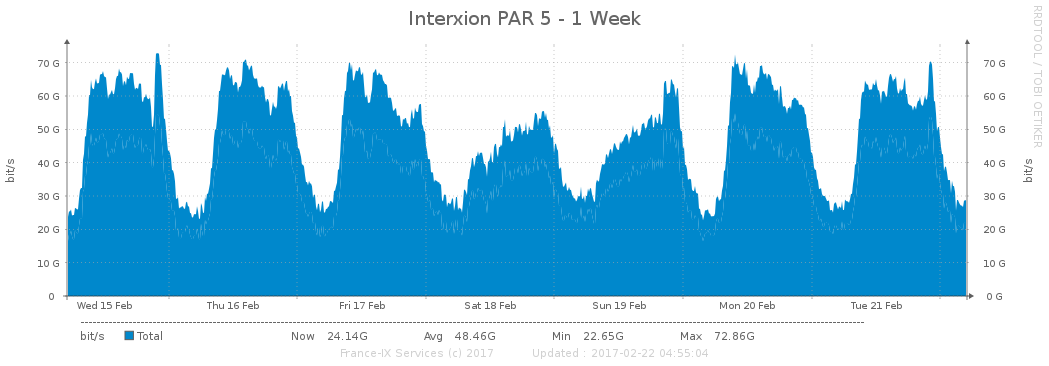 Interxion PAR 5 - 1 Week
RRDTOOL / TOBI OETIKER
bit/s
bit/s
70 G 70 G
60 G 60 G
50 G 50 G
40 G 40 G
30 G 30 G
20 G 20 G
10 G 10 G
0 0 G
Wed 15 Feb Thu 16 Feb Fri 17 Feb Sat 18 Feb Sun 19 Feb Mon 20 Feb Tue 21 Feb
bit/s Total Now 24.14G Avg 48.46G Min 22.65G Max 72.86G
France-IX Services (c) 2017 Updated : 2017-02-22 04:55:04